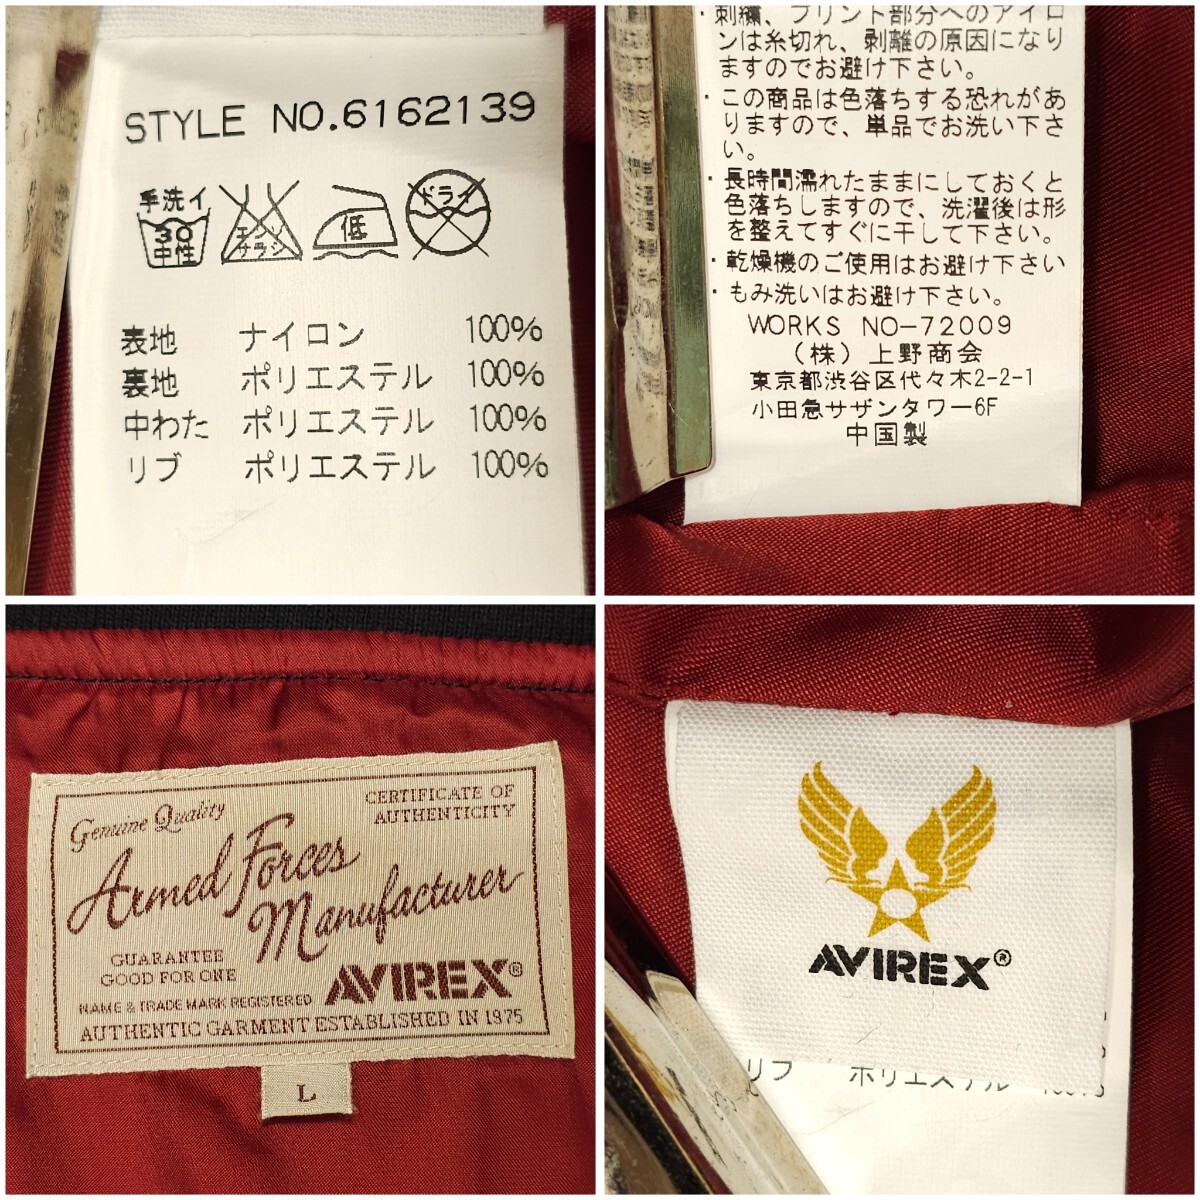 STYLE NO.6162139
手洗イ
30
中性
エンソ
サラシ
低
ドライ
表地 ナイロン 100%
裏地 ポリエステル 100%
中わた ポリエステル 100%
リブ ポリエステル 100%
・刺繍、プリント部分へのアイロ
ンは糸切れ、剥離の原因になり
ますのでお避け下さい。
・この商品は色落ちする恐れがあ
りますので、単品でお洗い下さ
い。
・長時間濡れたままにしておくと
色落ちしますので、洗濯後は形
を整えてすぐに干して下さい。
・乾燥機のご使用はお避け下さい
・もみ洗いはお避け下さい。
WORKS NO-72009
(株)上野商会
東京都渋谷区代々木2-2-1
小田急サザンタワー6F
中国製
Genuine Quality
CERTIFICATE OF
AUTHENTICITY
Armed Forces
Manufacturer
GUARANTEE
GOOD FOR ONE
NAME & TRADE MARK REGISTERED
AVIREX®
AUTHENTIC GARMENT ESTABLISHED IN 1975
L
AVIREX®
リブ ポリエステル